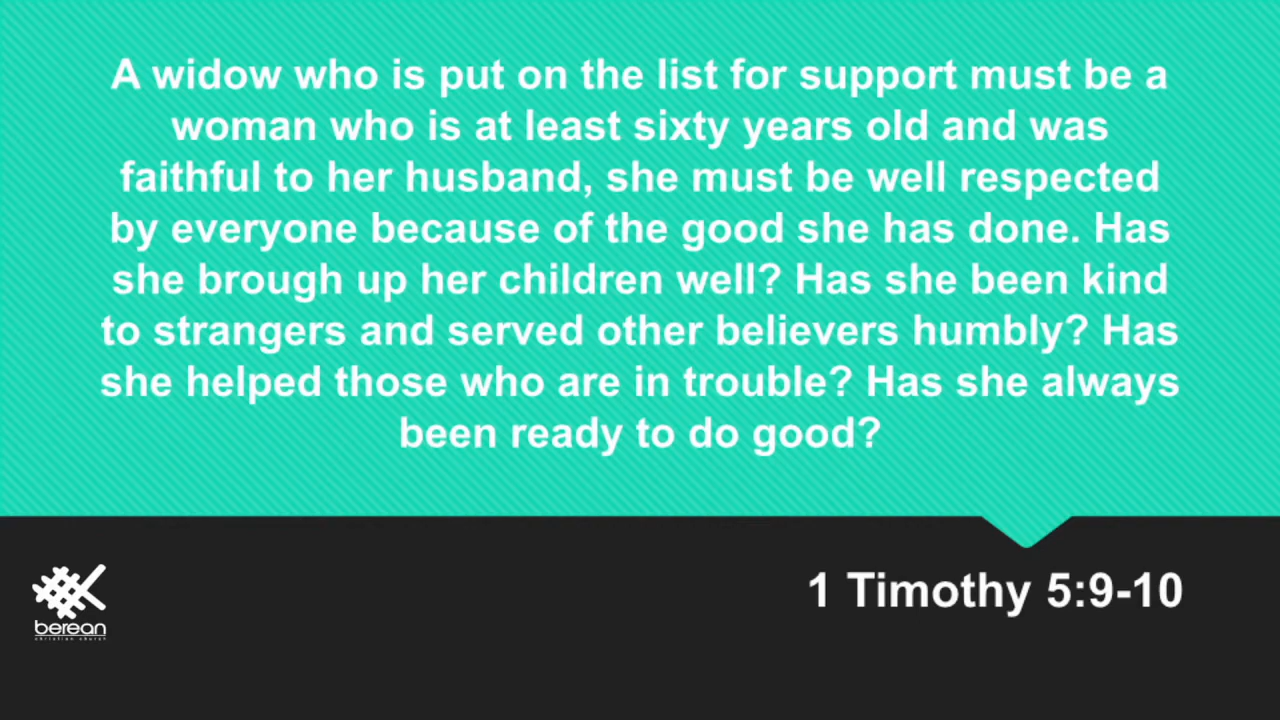 A widow who is put on the list for support must be a
woman who is at least sixty years old and was
faithful to her husband, she must be well respected
by everyone because of the good she has done. Has
she brough up her children well? Has she been kind
to strangers and served other believers humbly? Has
she helped those who are in trouble? Has she always
been ready to do good?
1 Timothy 5:9-10
berean
christian church